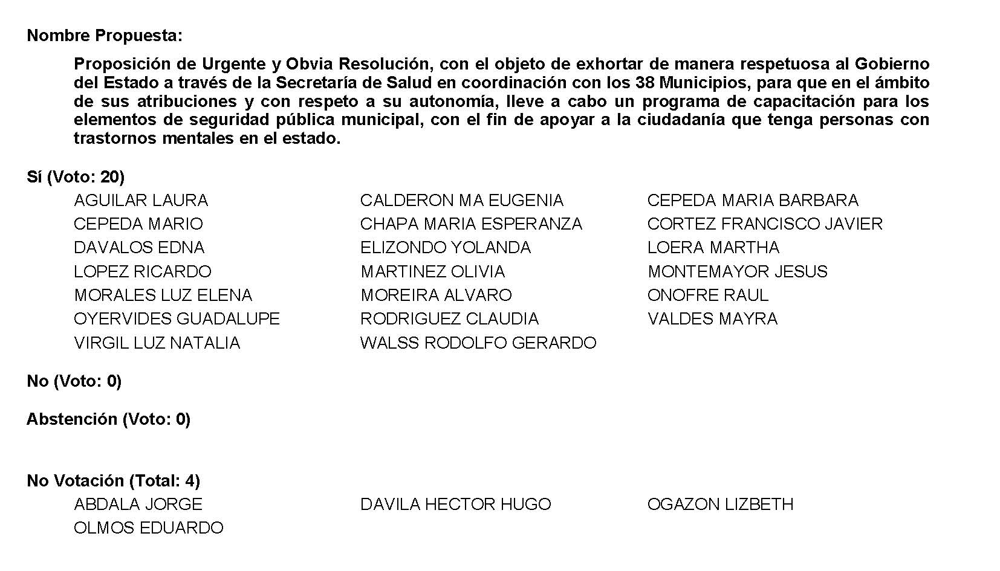 Nombre Propuesta:
Proposición de Urgente y Obvia Resolución, con el objeto de exhortar de manera respetuosa al Gobierno
del Estado a través de la Secretaría de Salud en coordinación con los 38 Municipios, para que en el ámbito
de sus atribuciones y con respeto a su autonomía, lleve a cabo un programa de capacitación para los
elementos de seguridad pública municipal, con el fin de apoyar a la ciudadanía que tenga personas con
trastornos mentales en el estado.
Sí (Voto: 20)
AGUILAR LAURA CALDERON MA EUGENIA CEPEDA MARIA BARBARA
CEPEDA MARIO CHAPA MARIA ESPERANZA CORTEZ FRANCISCO JAVIER
DAVALOS EDNA ELIZONDO YOLANDA LOERA MARTHA
LOPEZ RICARDO MARTINEZ OLIVIA MONTEMAYOR JESUS
MORALES LUZ ELENA MOREIRA ALVARO ONOFRE RAUL
OYERVIDES GUADALUPE RODRIGUEZ CLAUDIA VALDES MAYRA
VIRGIL LUZ NATALIA WALSS RODOLFO GERARDO
No (Voto: 0)
Abstención (Voto: 0)
No Votación (Total: 4)
ABDALA JORGE DAVILA HECTOR HUGO OGAZON LIZBETH
OLMOS EDUARDO